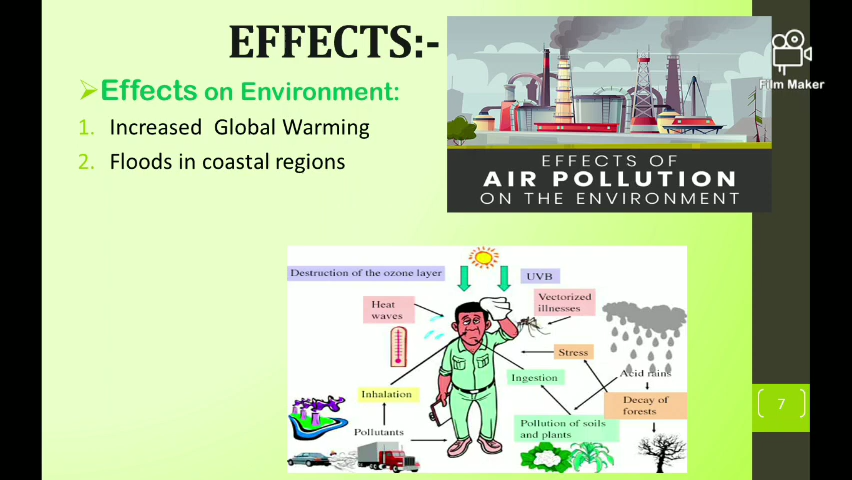 EFFECTS:-
Effects on Environment:
1. Increased Global Warming
2. Floods in coastal regions
Film Maker
EFFECTS OF
AIR POLLUTION
ON THE ENVIRONMENT
Destruction of the ozone layer
UVB
Heat
waves
Vectorized
illnesses
Stress
Acid rains
Ingestion
Inhalation
Decay of
forests
Pollutants
Pollution of soils
and plants
7